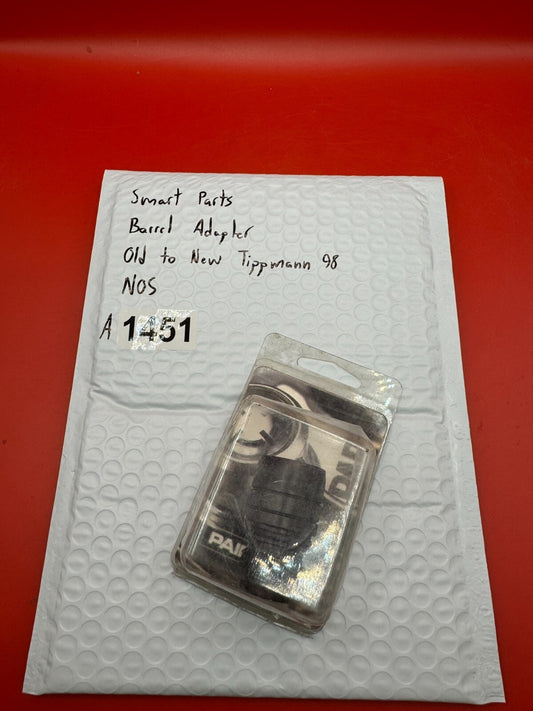 Smart Parts
Barrel Adapter
Old to New Tippmann 98
NOS
A 1451
PAI